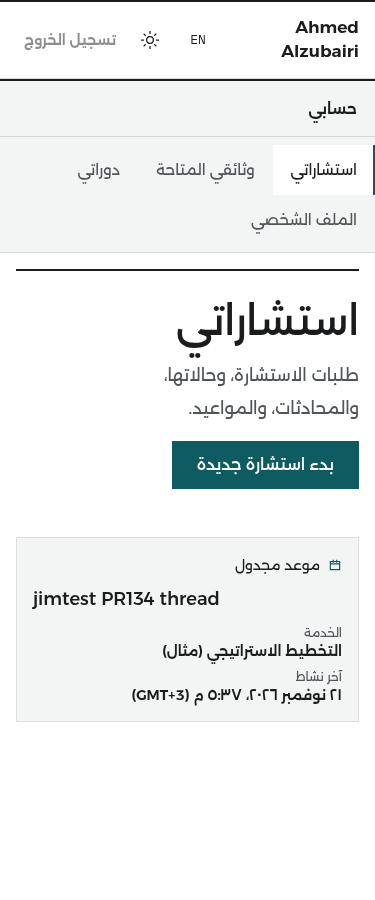 Ahmed
Alzubairi
EN
تسجيل الخروج
حسابي
استشاراتي
وثائقي المتاحة
دوراتي
الملف الشخصي
استشاراتي
طلبات الاستشارة، وحالاتها،
والمحادثات، والمواعيد.
بدء استشارة جديدة
موعد مجدول
jimtest PR134 thread
الخدمة
التخطيط الاستراتيجي (مثال)
آخر نشاط
٢١ نوفمبر ٢٠٢٦، ٥:٣٧ م (GMT+3)